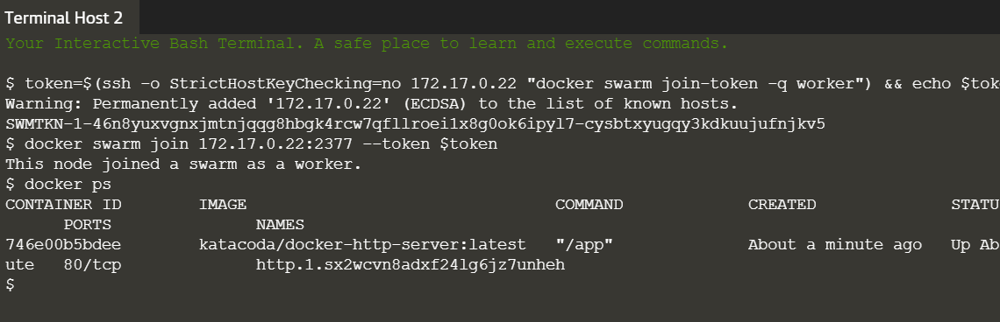 Terminal Host 2
Your Interactive Bash Terminal. A safe place to learn and execute commands.
$ token=$(ssh -o StrictHostKeyChecking=no 172.17.0.22 "docker swarm join-token -q worker") && echo $tok
Warning: Permanently added '172.17.0.22' (ECDSA) to the list of known hosts.
SWMTKN-1-46n8yuxvgnxjmtnjqqg8hbgk4rcw7qfllroei1x8g0ok6ipyl7-cysbtxyugqy3kdkuujufnjkv5
$ docker swarm join 172.17.0.22:2377 --token $token
This node joined a swarm as a worker.
$ docker ps
CONTAINER ID        IMAGE                                COMMAND             CREATED              STATU
      PORTS               NAMES
746e00b5bdee        katacoda/docker-http-server:latest   "/app"              About a minute ago   Up Ab
ute   80/tcp              http.1.sx2wcvn8adxf24lg6jz7unheh
$